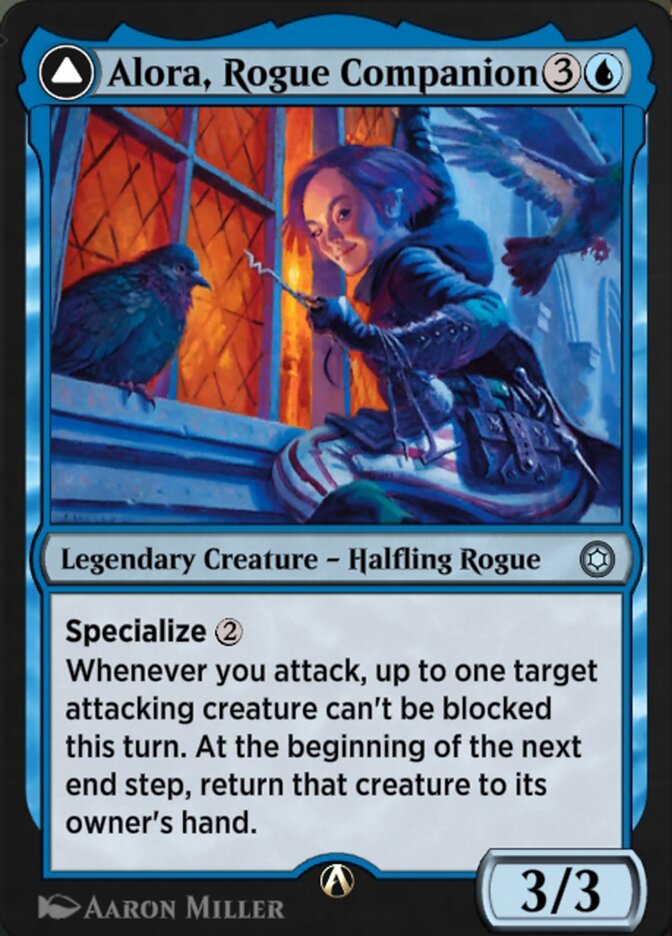 Alora, Rogue Companion 3
Legendary Creature – Halfling Rogue
Specialize 2
Whenever you attack, up to one target
attacking creature can't be blocked
this turn. At the beginning of the next
end step, return that creature to its
owner's hand.
3/3
Aaron Miller